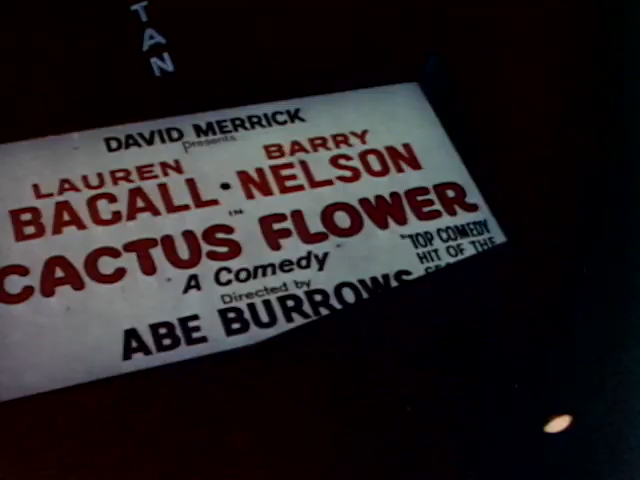 TAN
DAVID MERRICK
presents
LAUREN BARRY
BACALL · NELSON
IN
CACTUS FLOWER
A Comedy
Directed by
ABE BURROWS
"TOP COMEDY
HIT OF THE